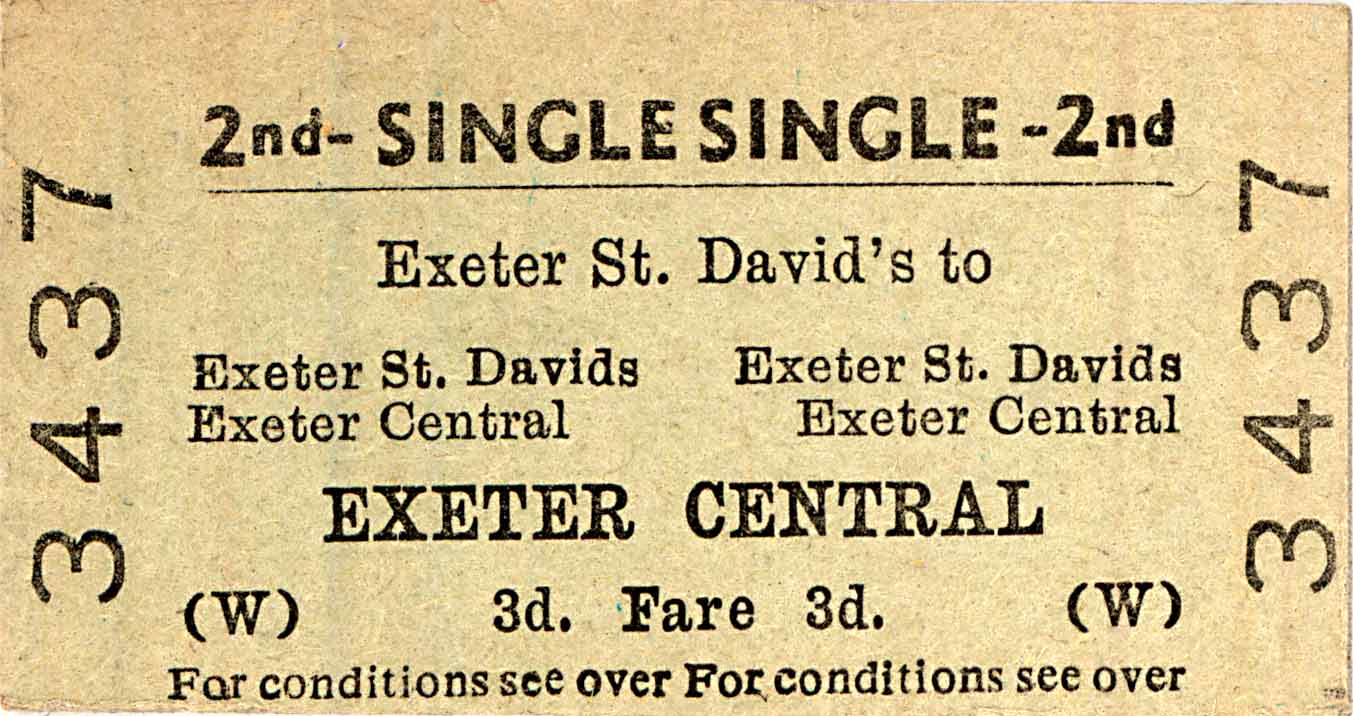 2nd- SINGLE SINGLE -2nd
Exeter St. David's to
Exeter St. Davids Exeter St. Davids
Exeter Central Exeter Central
EXETER CENTRAL
(W) 3d. Fare 3d. (W)
For conditions see over For conditions see over
3437
3437